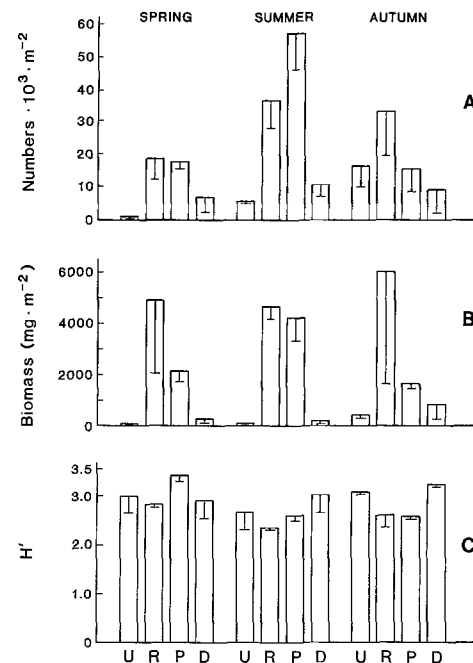 SPRING SUMMER AUTUMN
Numbers · 10³ · m⁻²
60
50
40
30
20
10
0
A
Biomass (mg · m⁻²)
6000
4000
2000
0
B
H'
3.5
3.0
2.0
1.0
0
C
U R P D U R P D U R P D